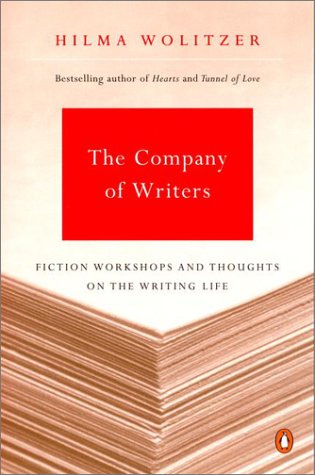 HILMA WOLITZER
Bestselling author of Hearts and Tunnel of Love
The Company
of Writers
FICTION WORKSHOPS AND THOUGHTS
ON THE WRITING LIFE